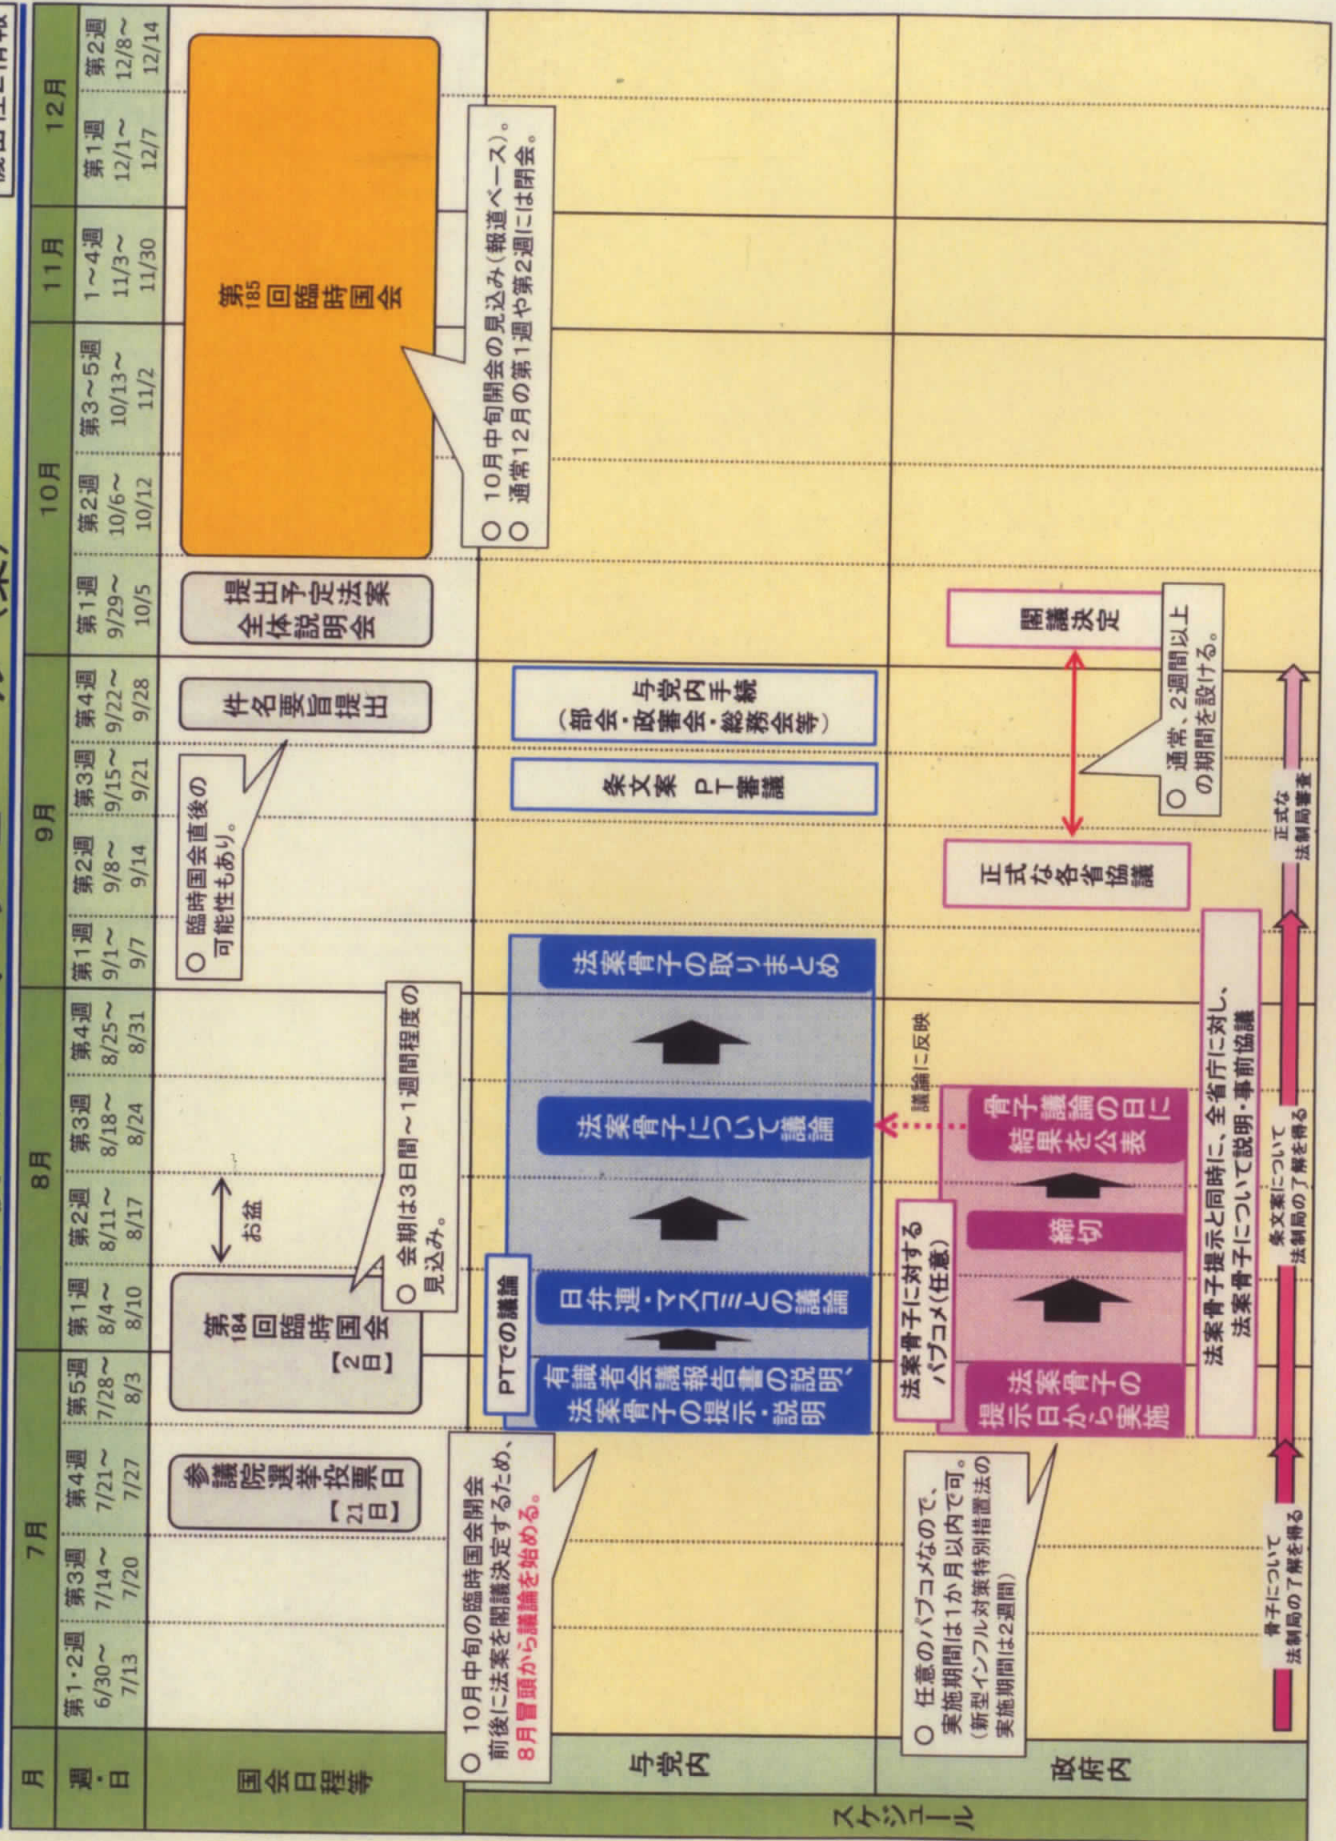 機密性2情報
(案)
月
7月
8月
9月
10月
11月
12月
週・日
第1・2週
6/30～
7/13
第3週
7/14～
7/20
第4週
7/21～
7/27
第5週
7/28～
8/3
第1週
8/4～
8/10
第2週
8/11～
8/17
第3週
8/18～
8/24
第4週
8/25～
8/31
第1週
9/1～
9/7
第2週
9/8～
9/14
第3週
9/15～
9/21
第4週
9/22～
9/28
第1週
9/29～
10/5
第2週
10/6～
10/12
第3～5週
10/13～
11/2
1～4週
11/3～
11/30
第1週
12/1～
12/7
第2週
12/8～
12/14
国会日程等
参議院選挙投票日
【21日】
第184回臨時国会
【2日】
お盆
○ 会期は3日間～1週間程度の
見込み。
○ 臨時国会直後の
可能性もあり。
件名要旨提出
提出予定法案
全体説明会
第185回臨時国会
○ 10月中旬開会の見込み(報道ベース)。
○ 通常12月の第1週や第2週には閉会。
スケジュール
与党内
○ 10月中旬の臨時国会開会
前後に法案を閣議決定するため、
8月冒頭から議論を始める。
PTでの議論
有識者会議報告書の説明、
法案骨子の提示・説明
日弁連・マスコミとの議論
法案骨子について議論
法案骨子の取りまとめ
条文案 PT審議
与党内手続
(部会・政審会・総務会等)
政府内
○ 任意のパブコメなので、
実施期間は1か月以内で可。
(新型インフル対策特別措置法の
実施期間は2週間)
法案骨子に対する
パブコメ(任意)
法案骨子の
提示日から実施
締切
骨子議論の日に
結果を公表
議論に反映
正式な各省協議
閣議決定
○ 通常、2週間以上
の期間を設ける。
法案骨子提示と同時に、全省庁に対し、
法案骨子について説明・事前協議
骨子について
法制局の了解を得る
条文案について
法制局の了解を得る
正式な
法制局審査